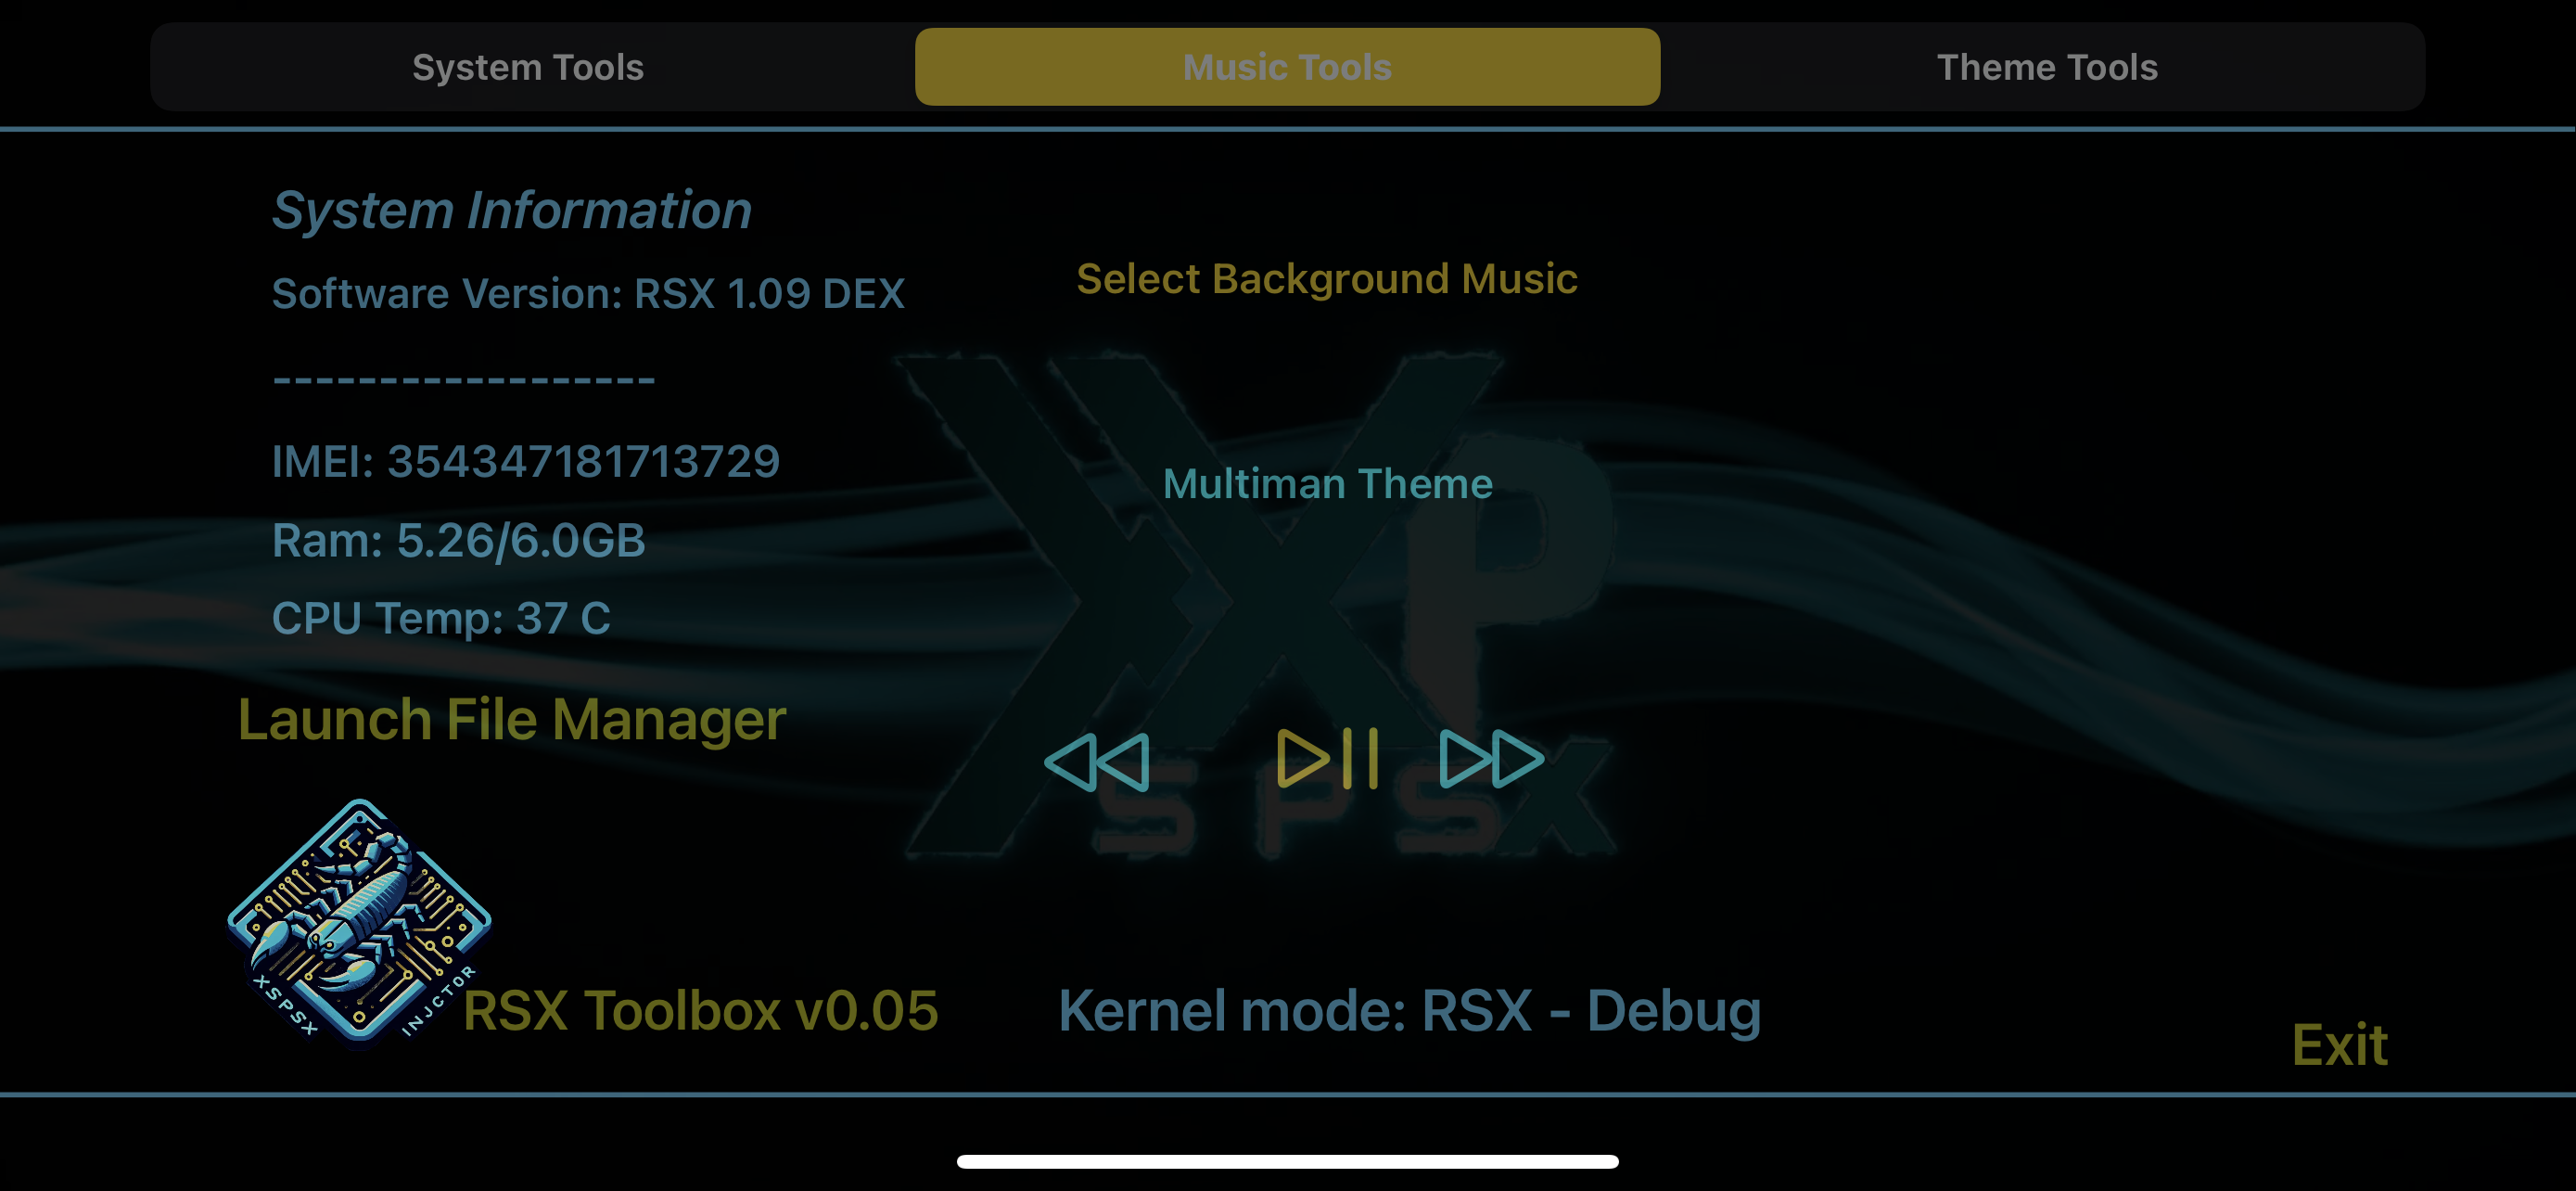 System Tools
Music Tools
Theme Tools
System Information
Software Version: RSX 1.09 DEX
------------------
IMEI: 354347181713729
Ram: 5.26/6.0GB
CPU Temp: 37 C
Launch File Manager
Select Background Music
Multiman Theme
XXP
SPSX
XSPSX
INJCT0R
RSX Toolbox v0.05
Kernel mode: RSX - Debug
Exit